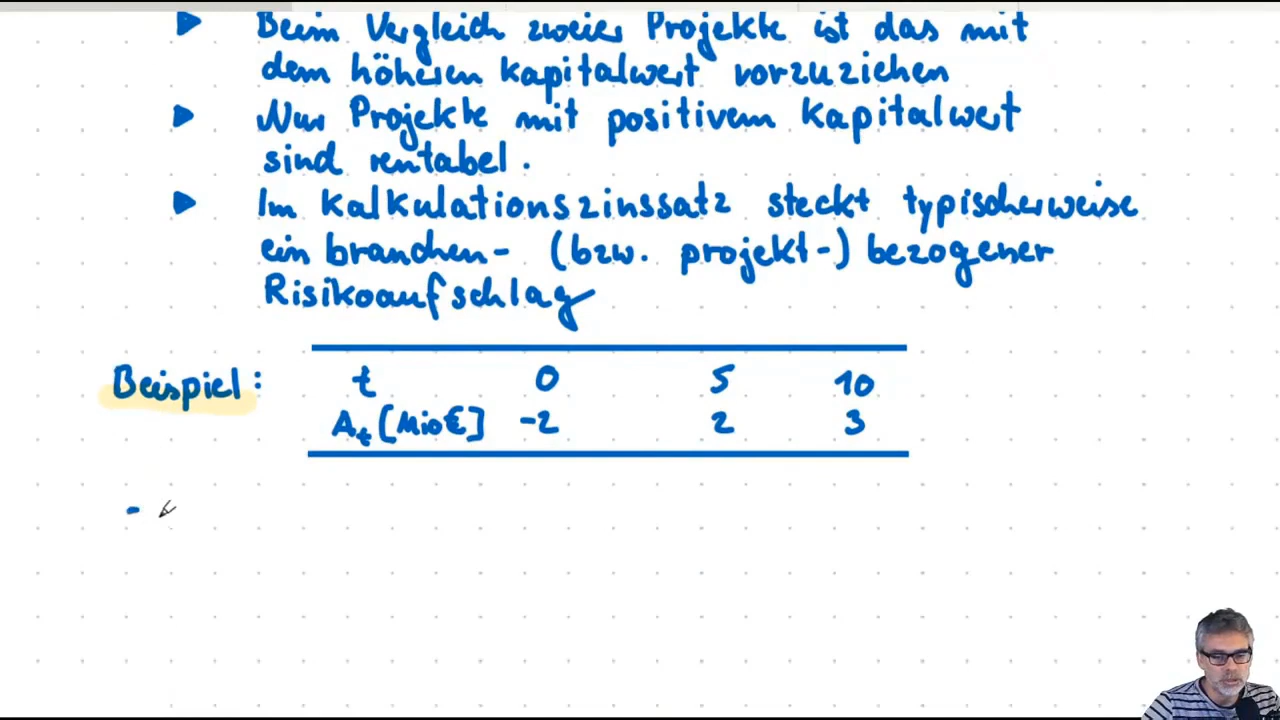 ▶ Beim Vergleich zweier Projekte ist das mit
dem höheren Kapitalwert vorzuziehen
▶ Nur Projekte mit positivem Kapitalwert
sind rentabel.
▶ Im Kalkulationszinssatz steckt typischerweise
ein branchen- (bzw. projekt-) bezogener
Risikoaufschlag
Beispiel: t 0 5 10
At [Mio€] -2 2 3
-